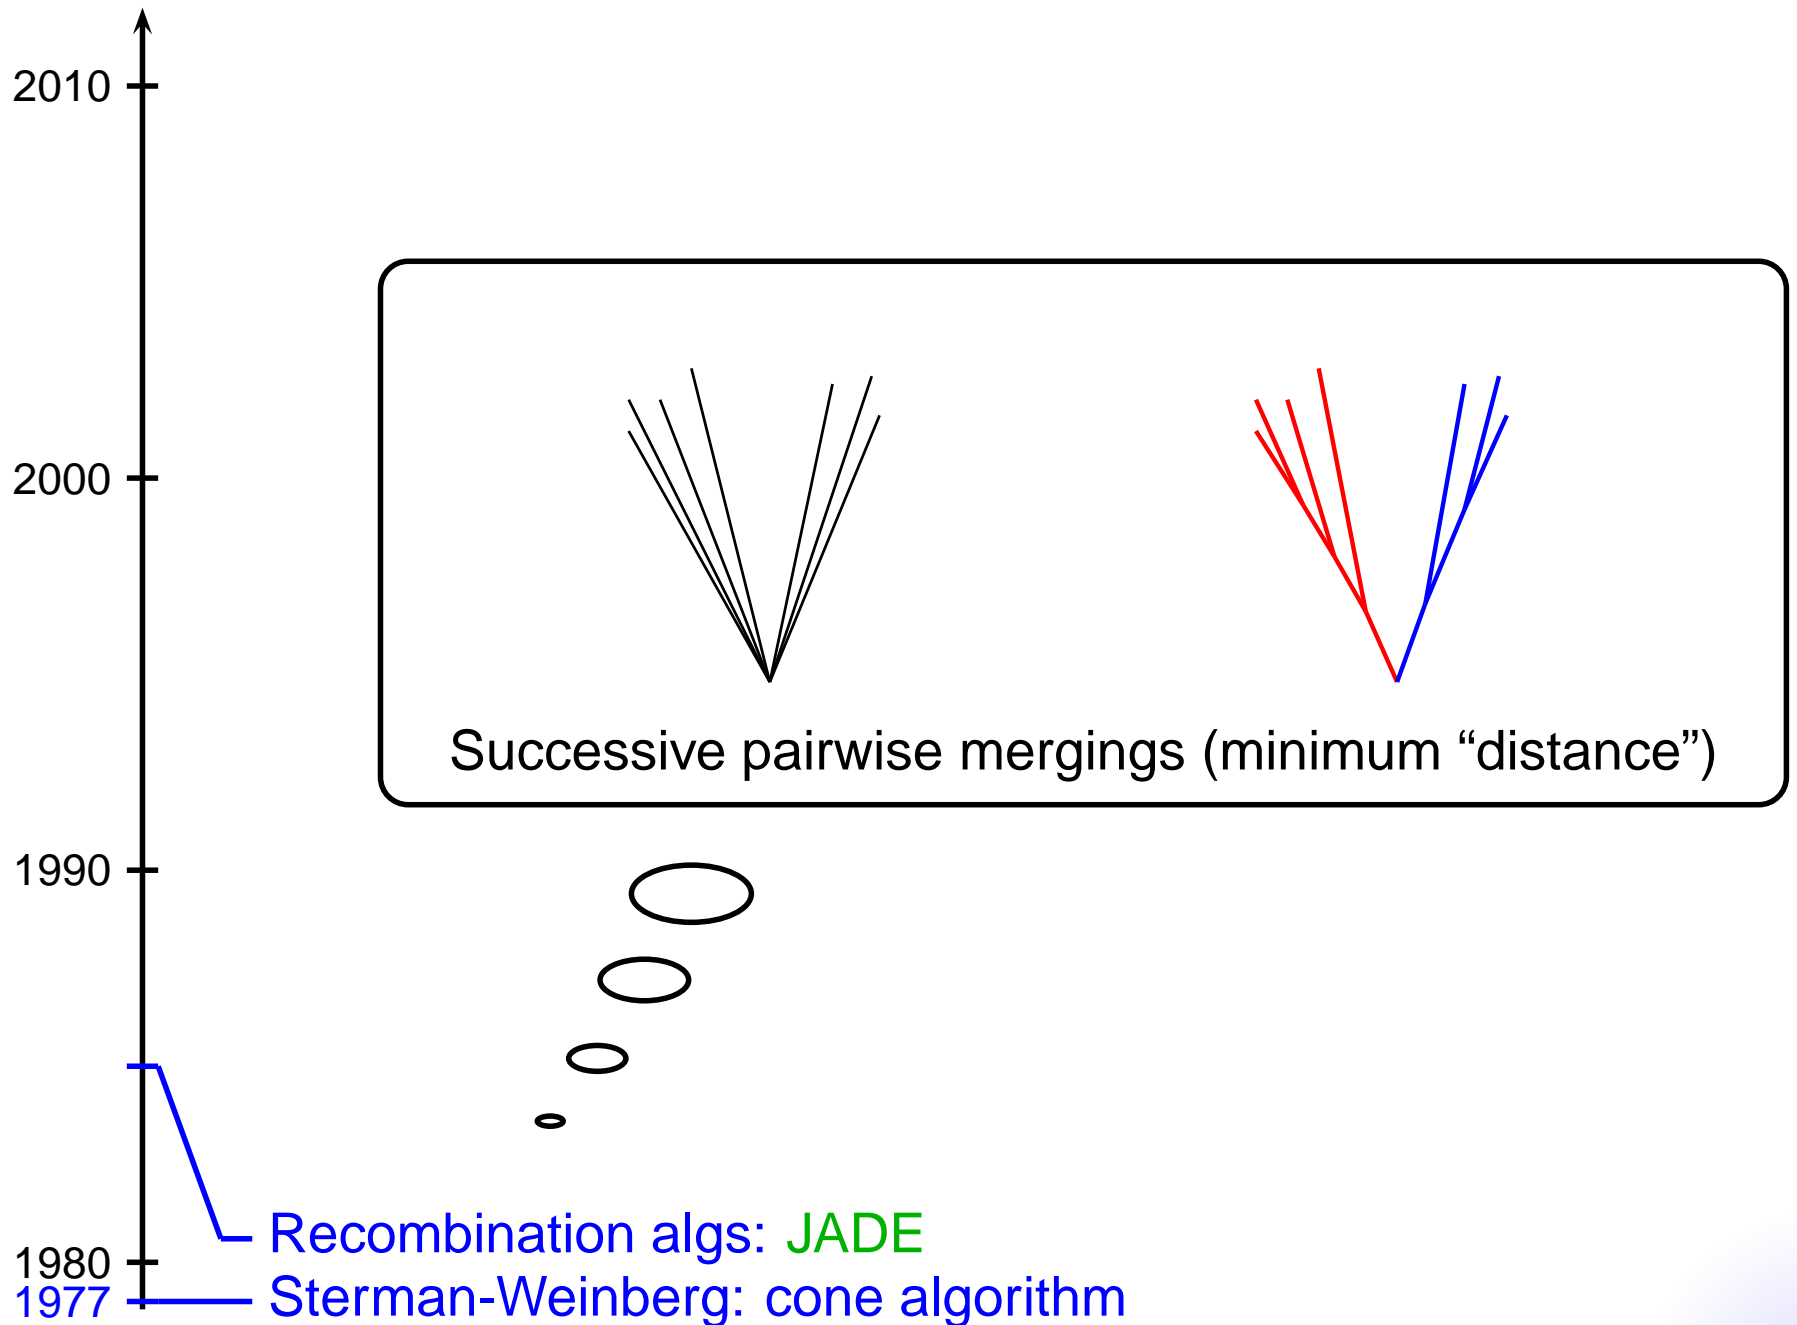 2010
2000
Successive pairwise mergings (minimum “distance”)
1990
Recombination algs: JADE
1980
1977
Sterman-Weinberg: cone algorithm